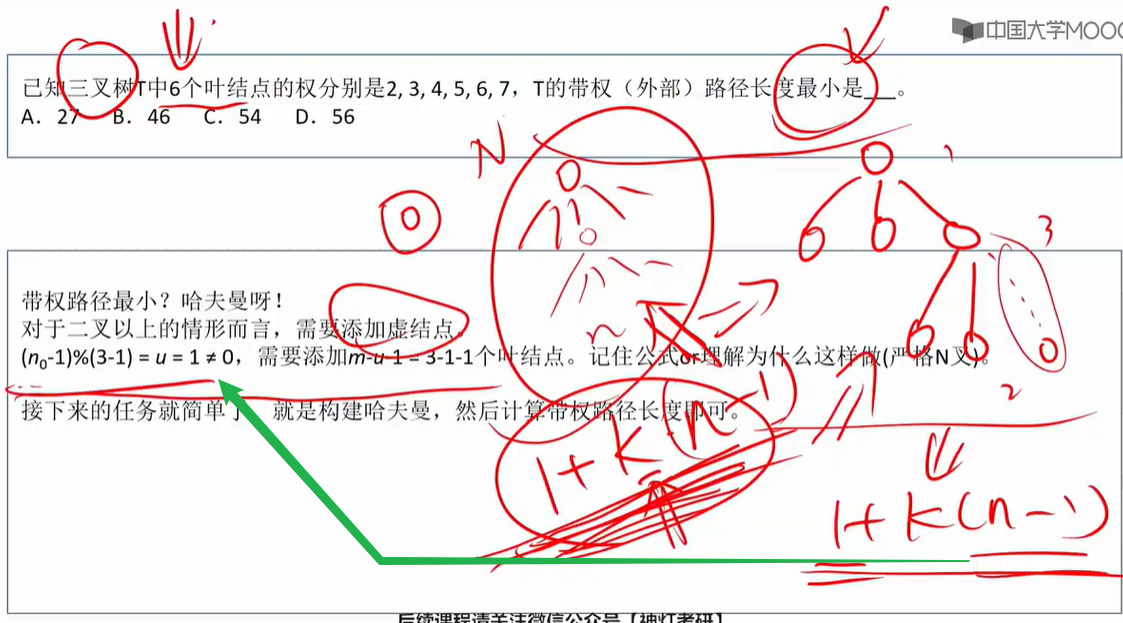 中国大学MOOC
已知三叉树T中6个叶结点的权分别是2, 3, 4, 5, 6, 7，T的带权（外部）路径长度最小是___。
A．27 B．46 C．54 D．56
N
1
0
3
带权路径最小？哈夫曼呀！
对于二叉以上的情形而言，需要添加虚结点。
n
(n0-1)%(3-1) = u = 1 ≠ 0，需要添加m-u-1 = 3-1-1个叶结点。记住公式or理解为什么这样做(严格N叉)。
2
接下来的任务就简单了，就是构建哈夫曼，然后计算带权路径长度即可。
1+k(n-1)
1+k(n-1)
后续课程请关注微信公众号【神灯考研】